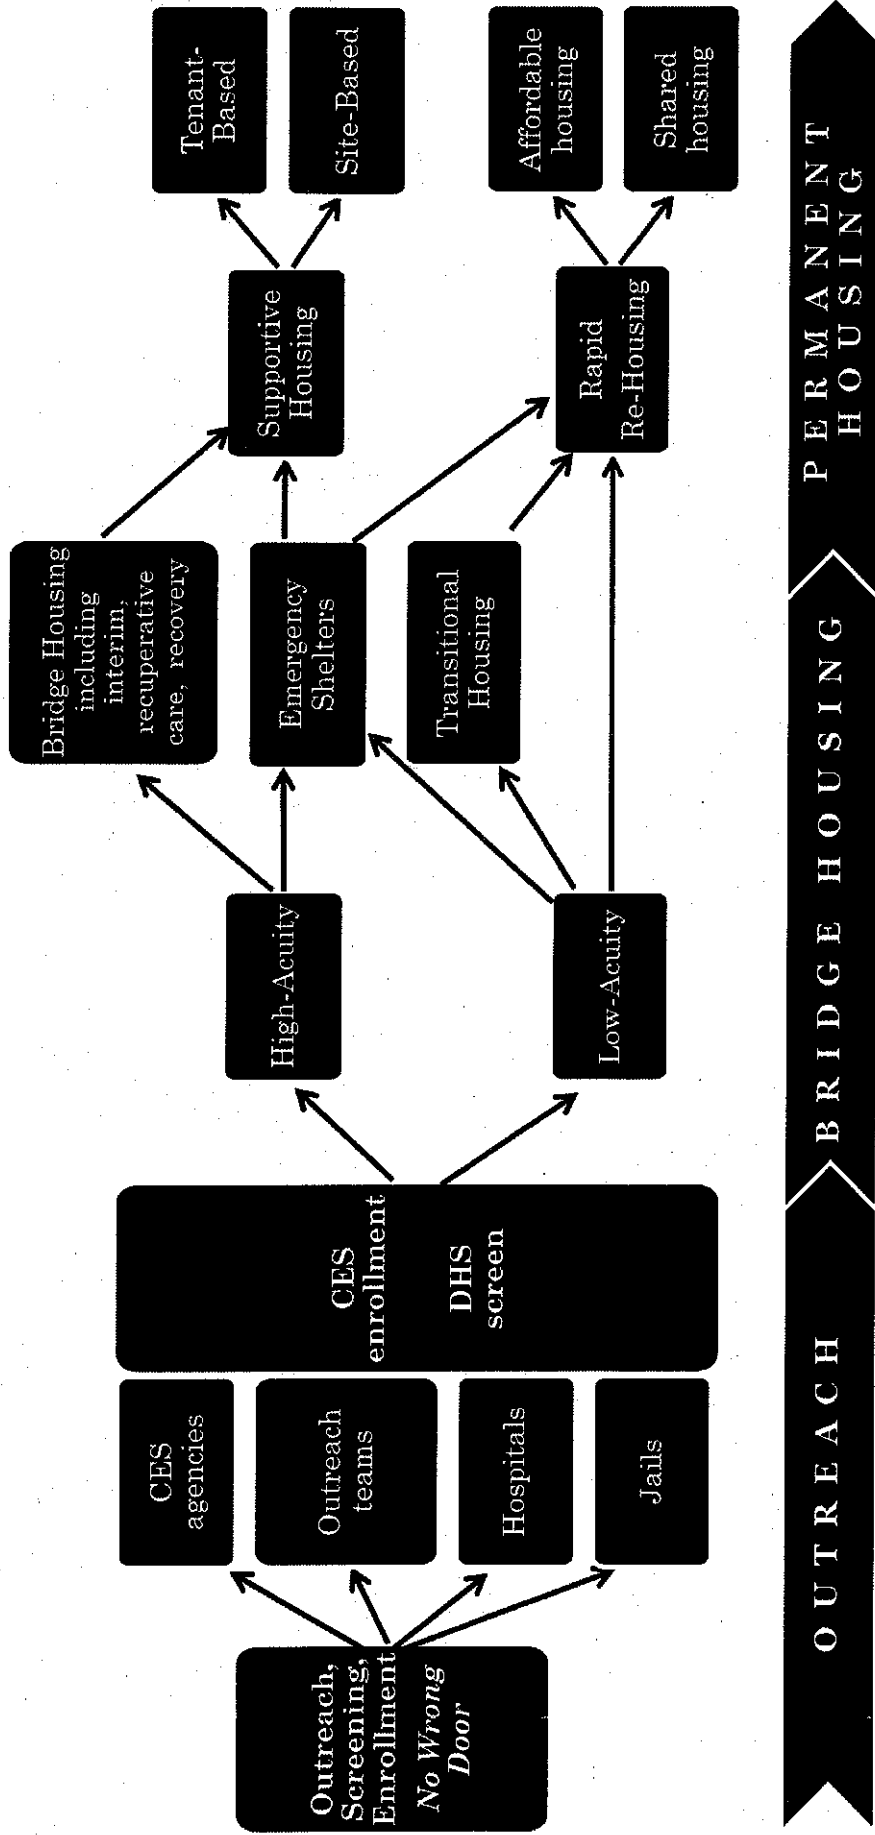 Outreach,
Screening,
Enrollment
No Wrong
Door
CES
agencies
Outreach
teams
Hospitals
Jails
CES
enrollment
DHS
screen
High-Acuity
Low-Acuity
Bridge Housing
including
interim,
recuperative
care, recovery
Emergency
Shelters
Transitional
Housing
Supportive
Housing
Rapid
Re-Housing
Tenant-
Based
Site-Based
Affordable
housing
Shared
housing
OUTREACH
BRIDGE HOUSING
PERMANENT
HOUSING